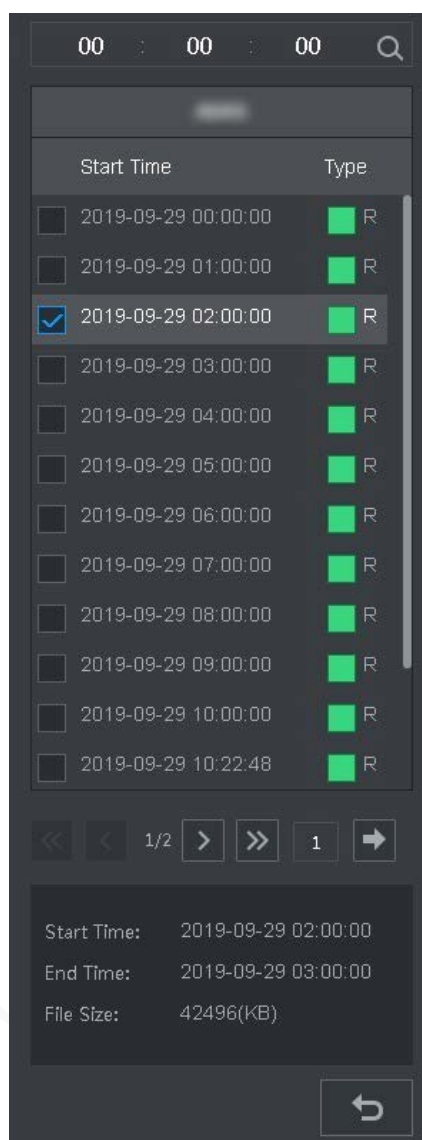 00 : 00 : 00
Start Time Type
2019-09-29 00:00:00 R
2019-09-29 01:00:00 R
2019-09-29 02:00:00 R
2019-09-29 03:00:00 R
2019-09-29 04:00:00 R
2019-09-29 05:00:00 R
2019-09-29 06:00:00 R
2019-09-29 07:00:00 R
2019-09-29 08:00:00 R
2019-09-29 09:00:00 R
2019-09-29 10:00:00 R
2019-09-29 10:22:48 R
1/2 > >> 1
Start Time: 2019-09-29 02:00:00
End Time: 2019-09-29 03:00:00
File Size: 42496(KB)